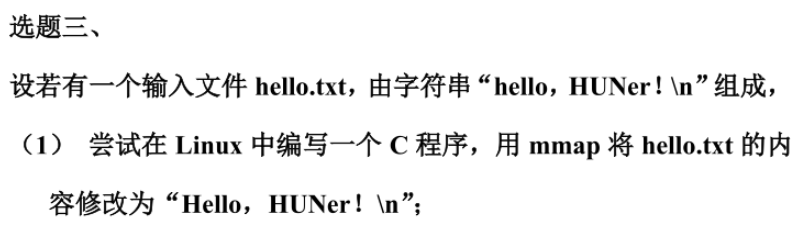 选题三、
设若有一个输入文件 hello.txt，由字符串“hello，HUNer！\n”组成，
（1） 尝试在 Linux 中编写一个 C 程序，用 mmap 将 hello.txt 的内
容修改为“Hello，HUNer！\n”；